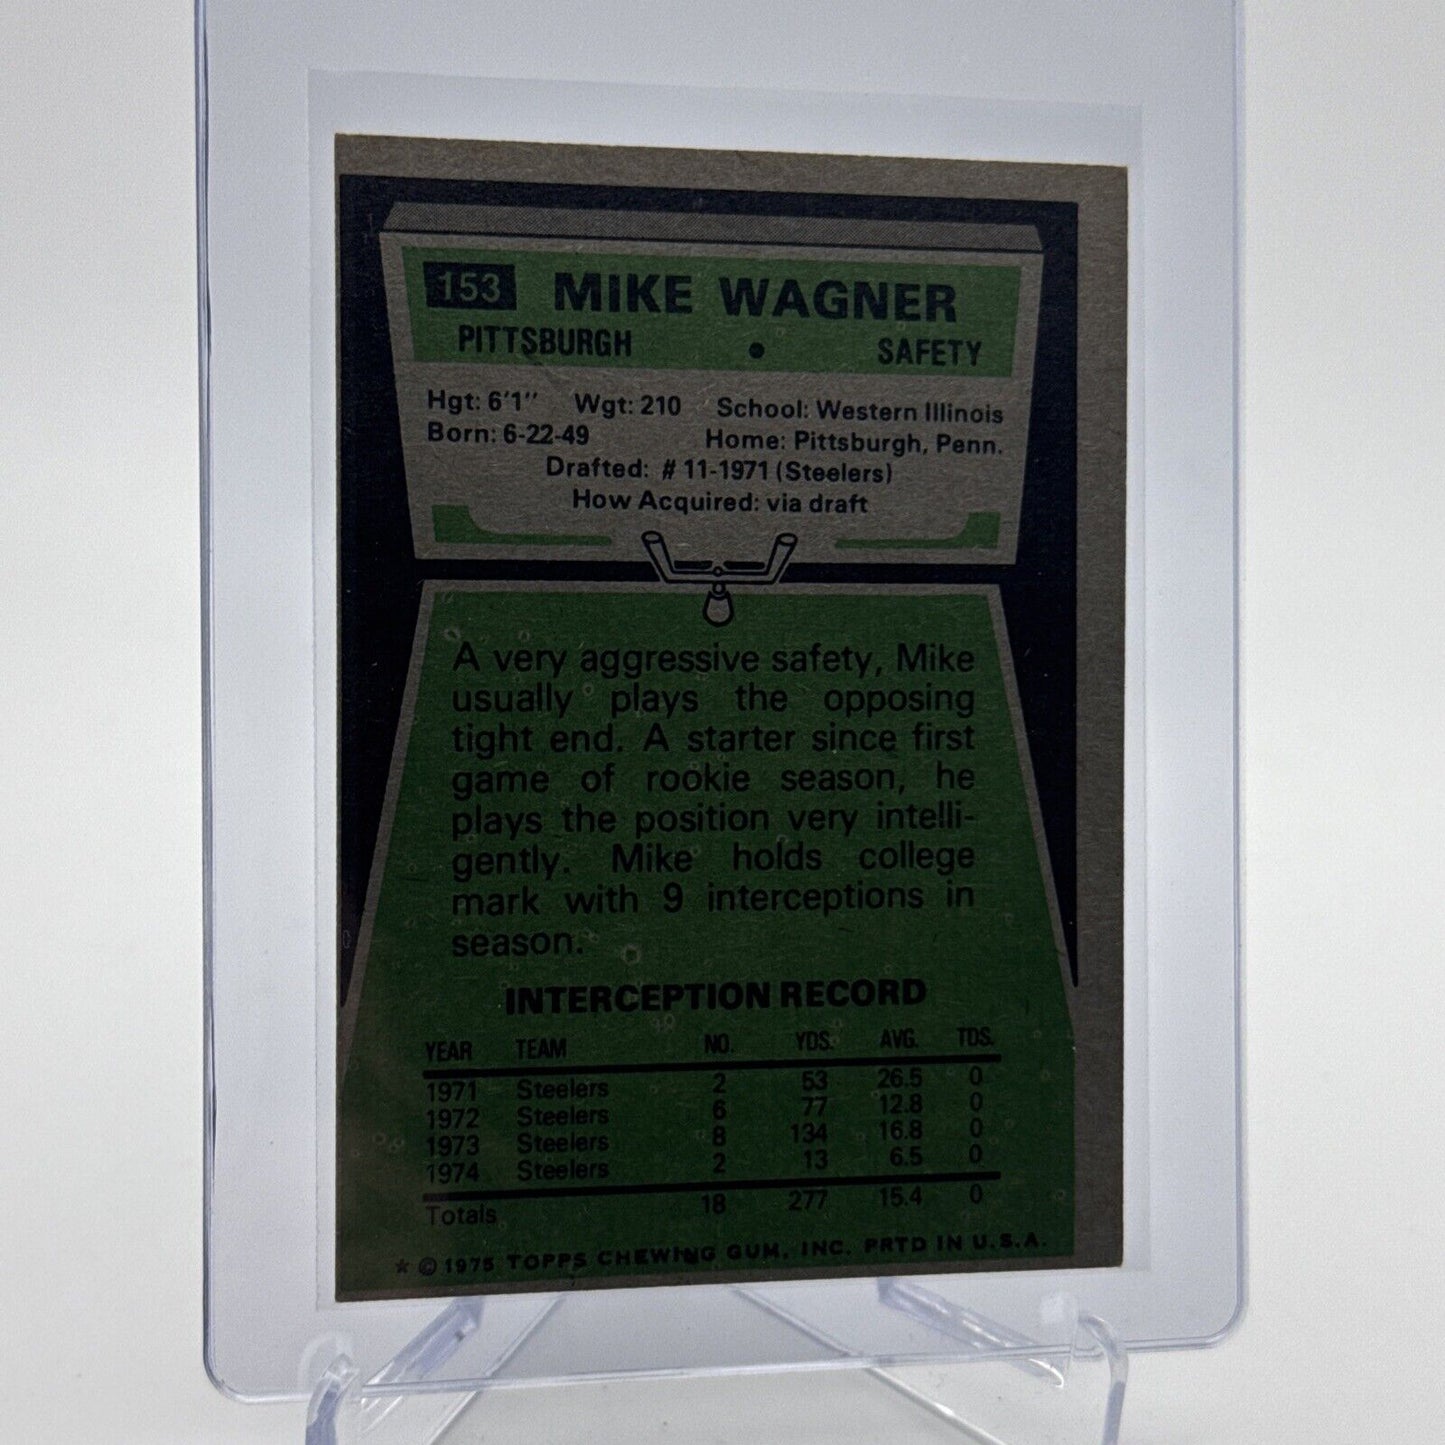 153 MIKE WAGNER
PITTSBURGH • SAFETY
Hgt: 6'1" Wgt: 210 School: Western Illinois
Born: 6-22-49 Home: Pittsburgh, Penn.
Drafted: # 11-1971 (Steelers)
How Acquired: via draft
A very aggressive safety, Mike
usually plays the opposing
tight end. A starter since first
game of rookie season, he
plays the position very intelli-
gently. Mike holds college
mark with 9 interceptions in
season.
INTERCEPTION RECORD
YEAR TEAM NO. YDS. AVG. TDS.
1971 Steelers 2 53 26.5 0
1972 Steelers 6 77 12.8 0
1973 Steelers 8 134 16.8 0
1974 Steelers 2 13 6.5 0
Totals 18 277 15.4 0
* © 1975 TOPPS CHEWING GUM, INC. PRTD IN U.S.A.